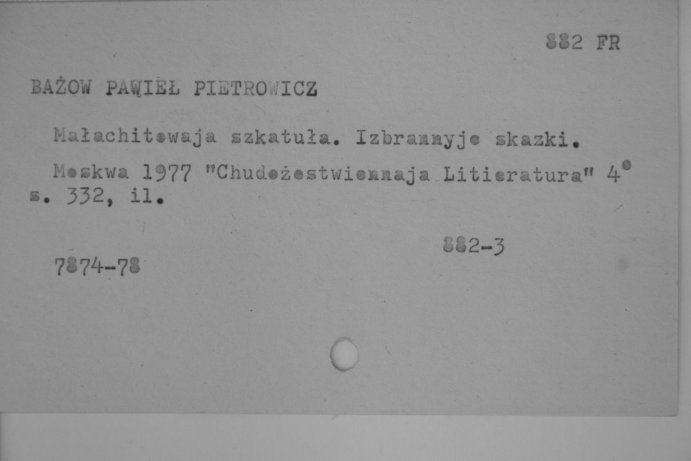 882 FR
BAŻOW PAWIEŁ PIETROWICZ
Małachitowaja szkatuła. Izbrannyje skazki.
Moskwa 1977 "Chudożestwiennaja Litieratura" 4°
s. 332, il.
882-3
7874-78